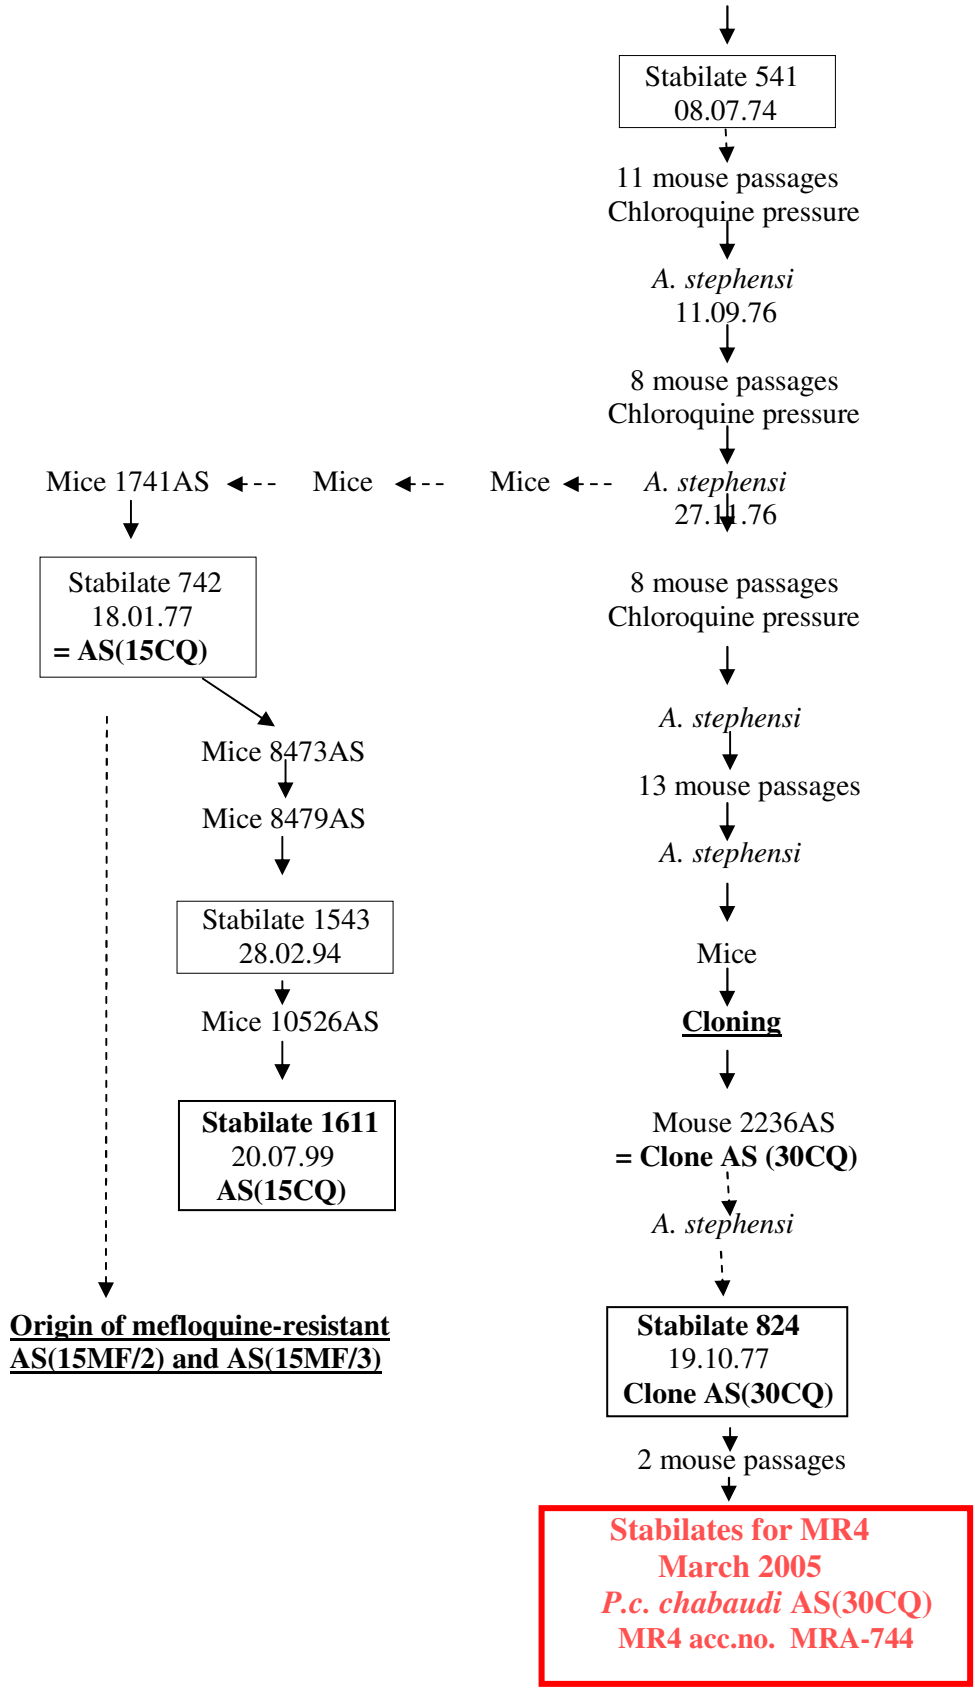 Stabilate 541
08.07.74
11 mouse passages
Chloroquine pressure
A. stephensi
11.09.76
8 mouse passages
Chloroquine pressure
Mice 1741AS
Mice
Mice
A. stephensi
27.11.76
Stabilate 742
18.01.77
= AS(15CQ)
8 mouse passages
Chloroquine pressure
A. stephensi
Mice 8473AS
13 mouse passages
Mice 8479AS
A. stephensi
Stabilate 1543
28.02.94
Mice
Mice 10526AS
Cloning
Stabilate 1611
20.07.99
AS(15CQ)
Mouse 2236AS
= Clone AS (30CQ)
A. stephensi
Origin of mefloquine-resistant
AS(15MF/2) and AS(15MF/3)
Stabilate 824
19.10.77
Clone AS(30CQ)
2 mouse passages
Stabilates for MR4
March 2005
P.c. chabaudi AS(30CQ)
MR4 acc.no. MRA-744